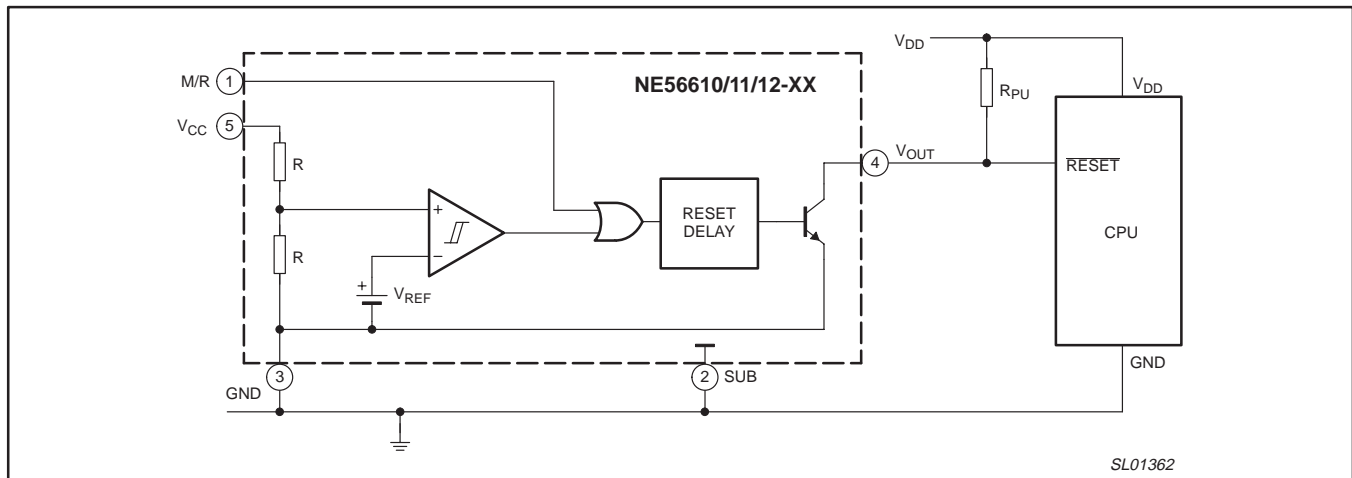 V_DD
NE56610/11/12-XX
M/R 1
R_PU
V_DD
V_CC 5
R
4 V_OUT
RESET
+
RESET
DELAY
CPU
R
−
+
V_REF
GND
3
2 SUB
GND
SL01362